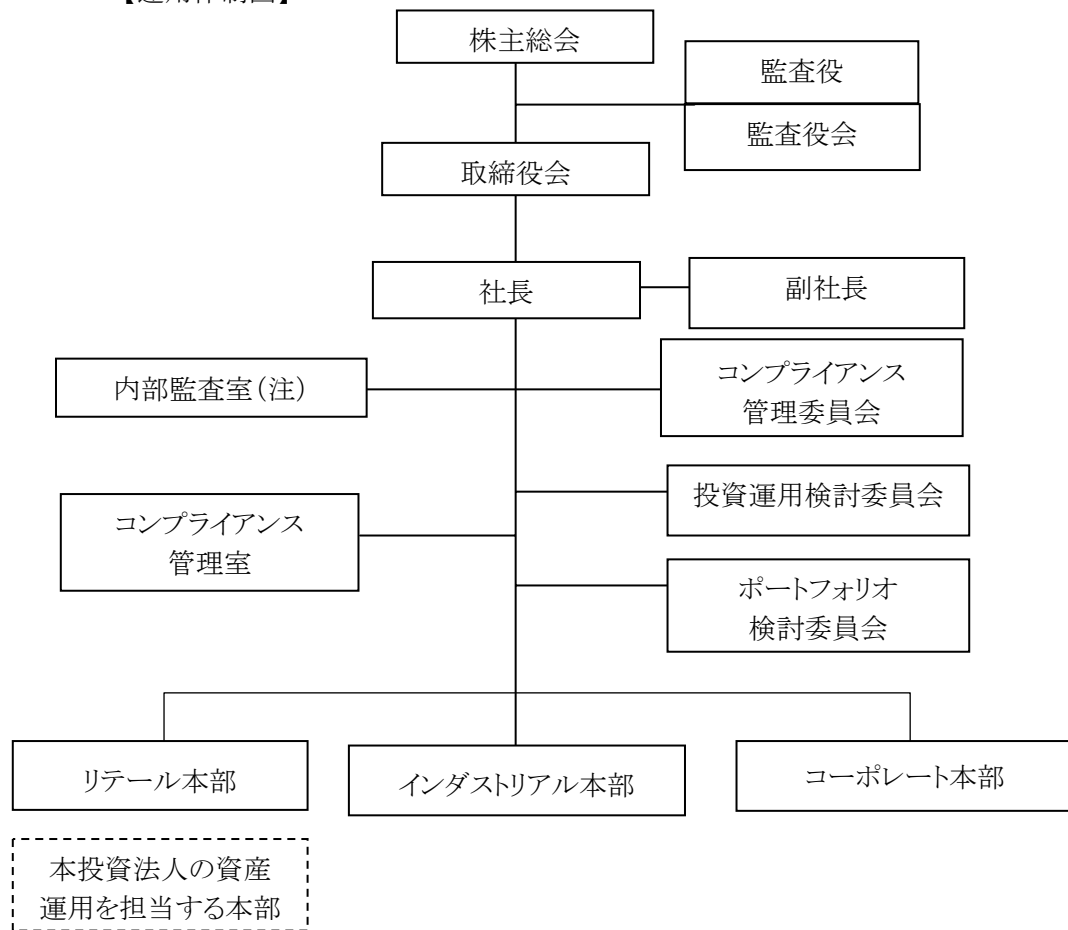 【運用体制図】
株主総会
監査役
監査役会
取締役会
社長
副社長
内部監査室(注)
コンプライアンス
管理委員会
投資運用検討委員会
コンプライアンス
管理室
ポートフォリオ
検討委員会
リテール本部
インダストリアル本部
コーポレート本部
本投資法人の資産
運用を担当する本部